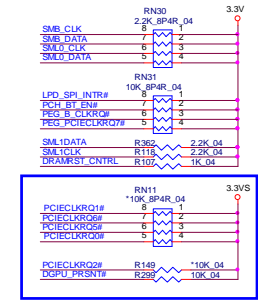 RN30 3.3V
2.2K_8P4R_04
SMB_CLK 8 1
SMB_DATA 7 2
SML0_CLK 6 3
SML0_DATA 5 4
RN31
10K_8P4R_04
LPD_SPI_INTR# 8 1
PCH_BT_EN# 7 2
PEG_B_CLKRQ# 6 3
PEG_PCIECLKRQ7# 5 4
SML1DATA R362 2.2K_04
SML1CLK R118 2.2K_04
DRAMRST_CNTRL R107 1K_04
RN11 3.3VS
*10K_8P4R_04
PCIECLKRQ1# 8 1
PCIECLKRQ6# 7 2
PCIECLKRQ5# 6 3
PCIECLKRQ0# 5 4
PCIECLKRQ2# R149 *10K_04
DGPU_PRSNT# R299 10K_04